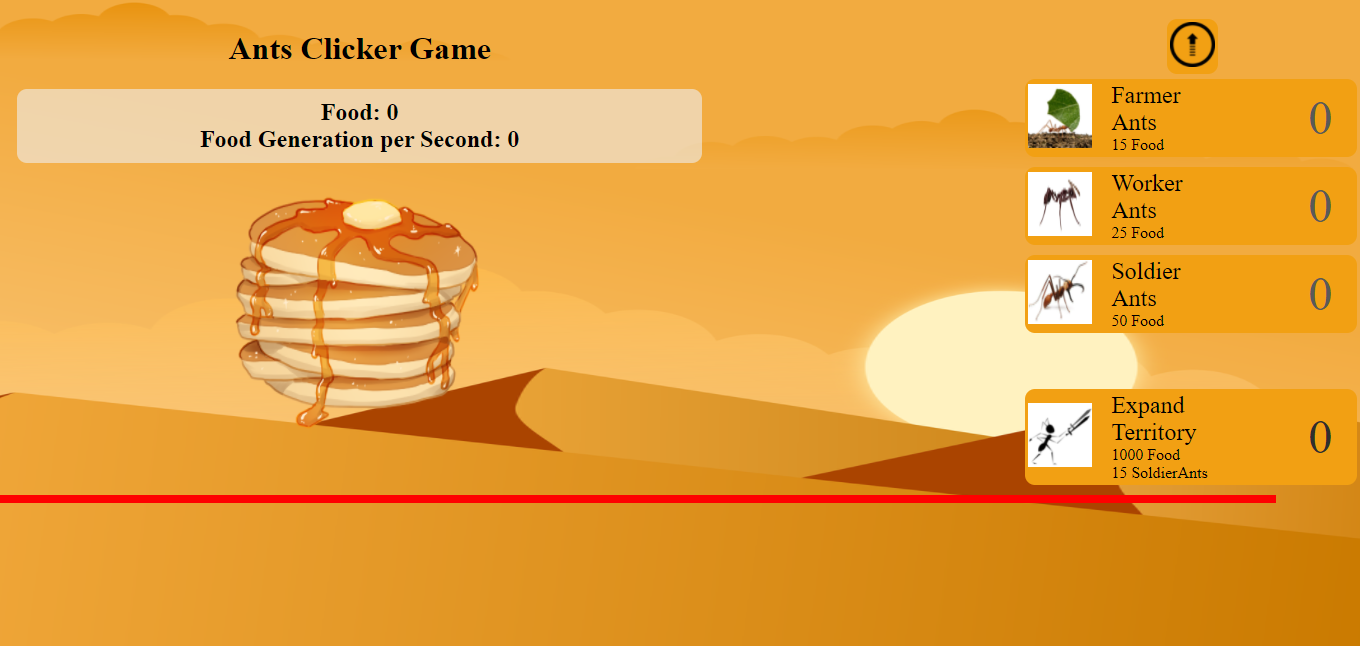 Ants Clicker Game
Food: 0
Food Generation per Second: 0
Farmer
Ants
15 Food
0
Worker
Ants
25 Food
0
Soldier
Ants
50 Food
0
Expand
Territory
1000 Food
15 SoldierAnts
0